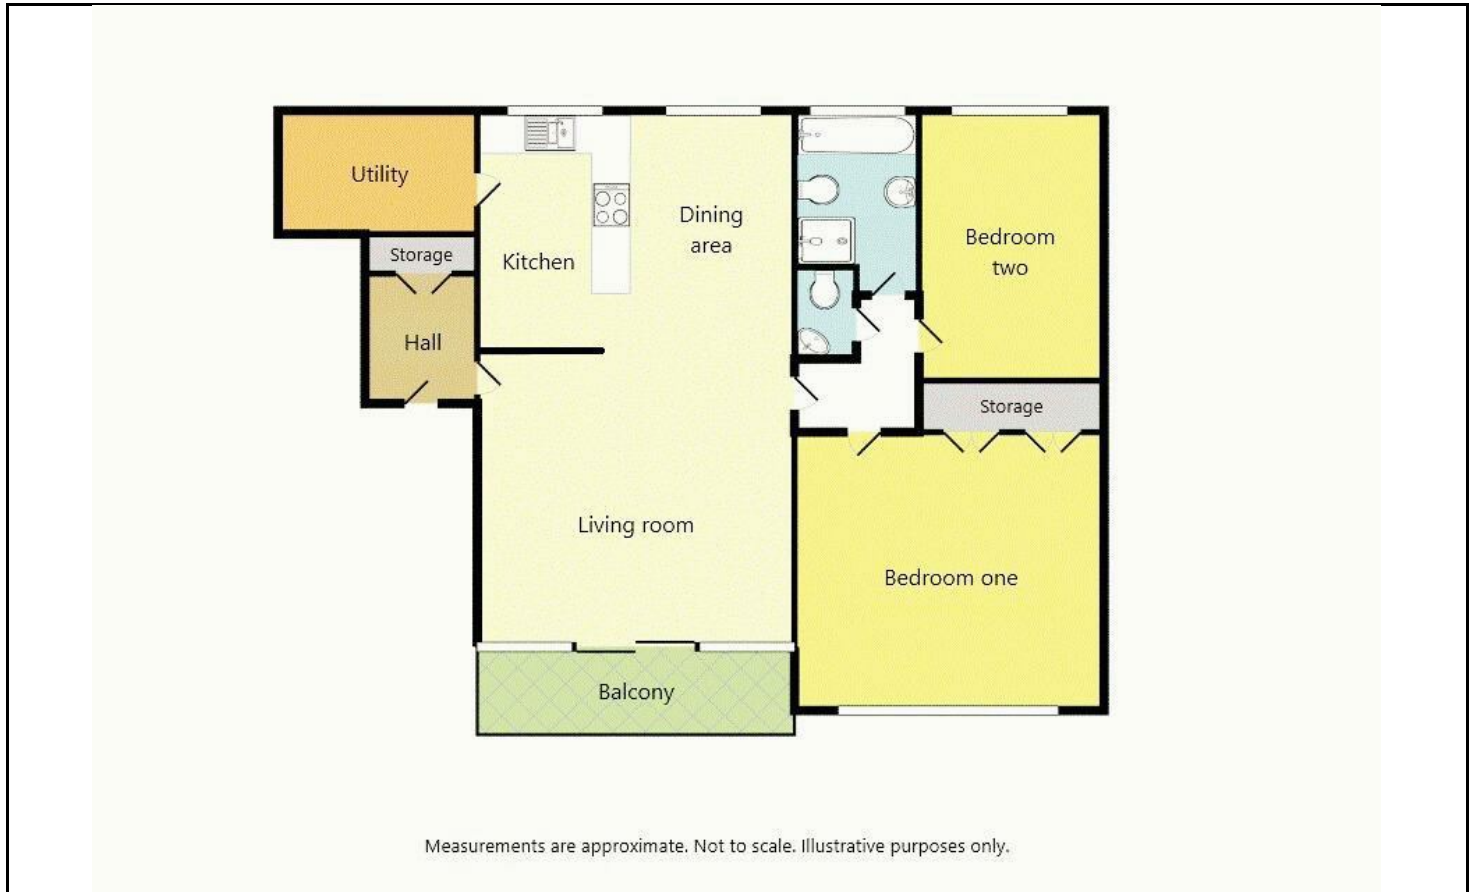 Utility
Storage
Kitchen
Dining
area
Bedroom
two
Hall
Storage
Living room
Bedroom one
Balcony
Measurements are approximate. Not to scale. Illustrative purposes only.